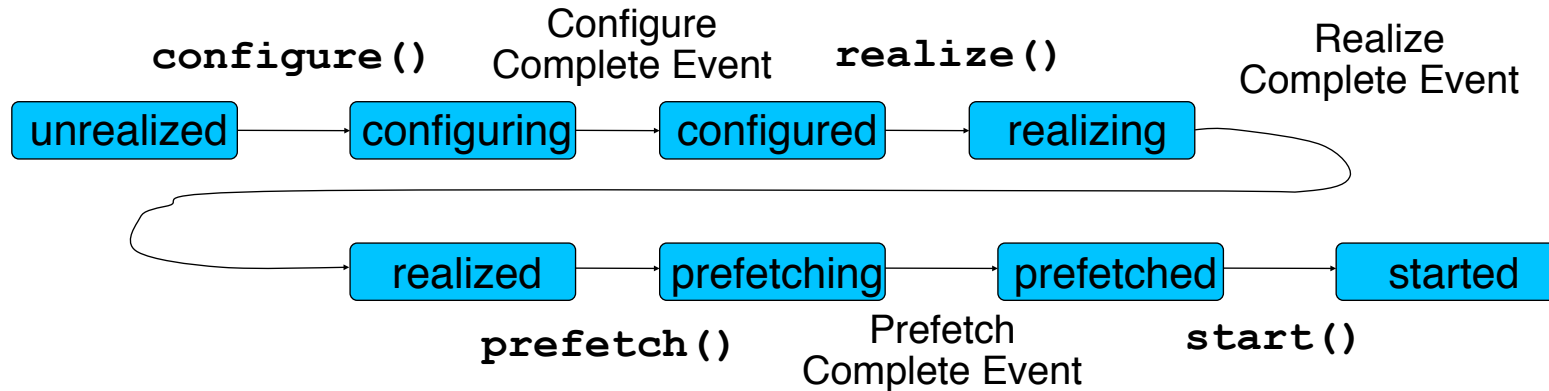 configure()
Configure
Complete Event
realize()
Realize
Complete Event
unrealized
configuring
configured
realizing
realized
prefetching
prefetched
started
prefetch()
Prefetch
Complete Event
start()